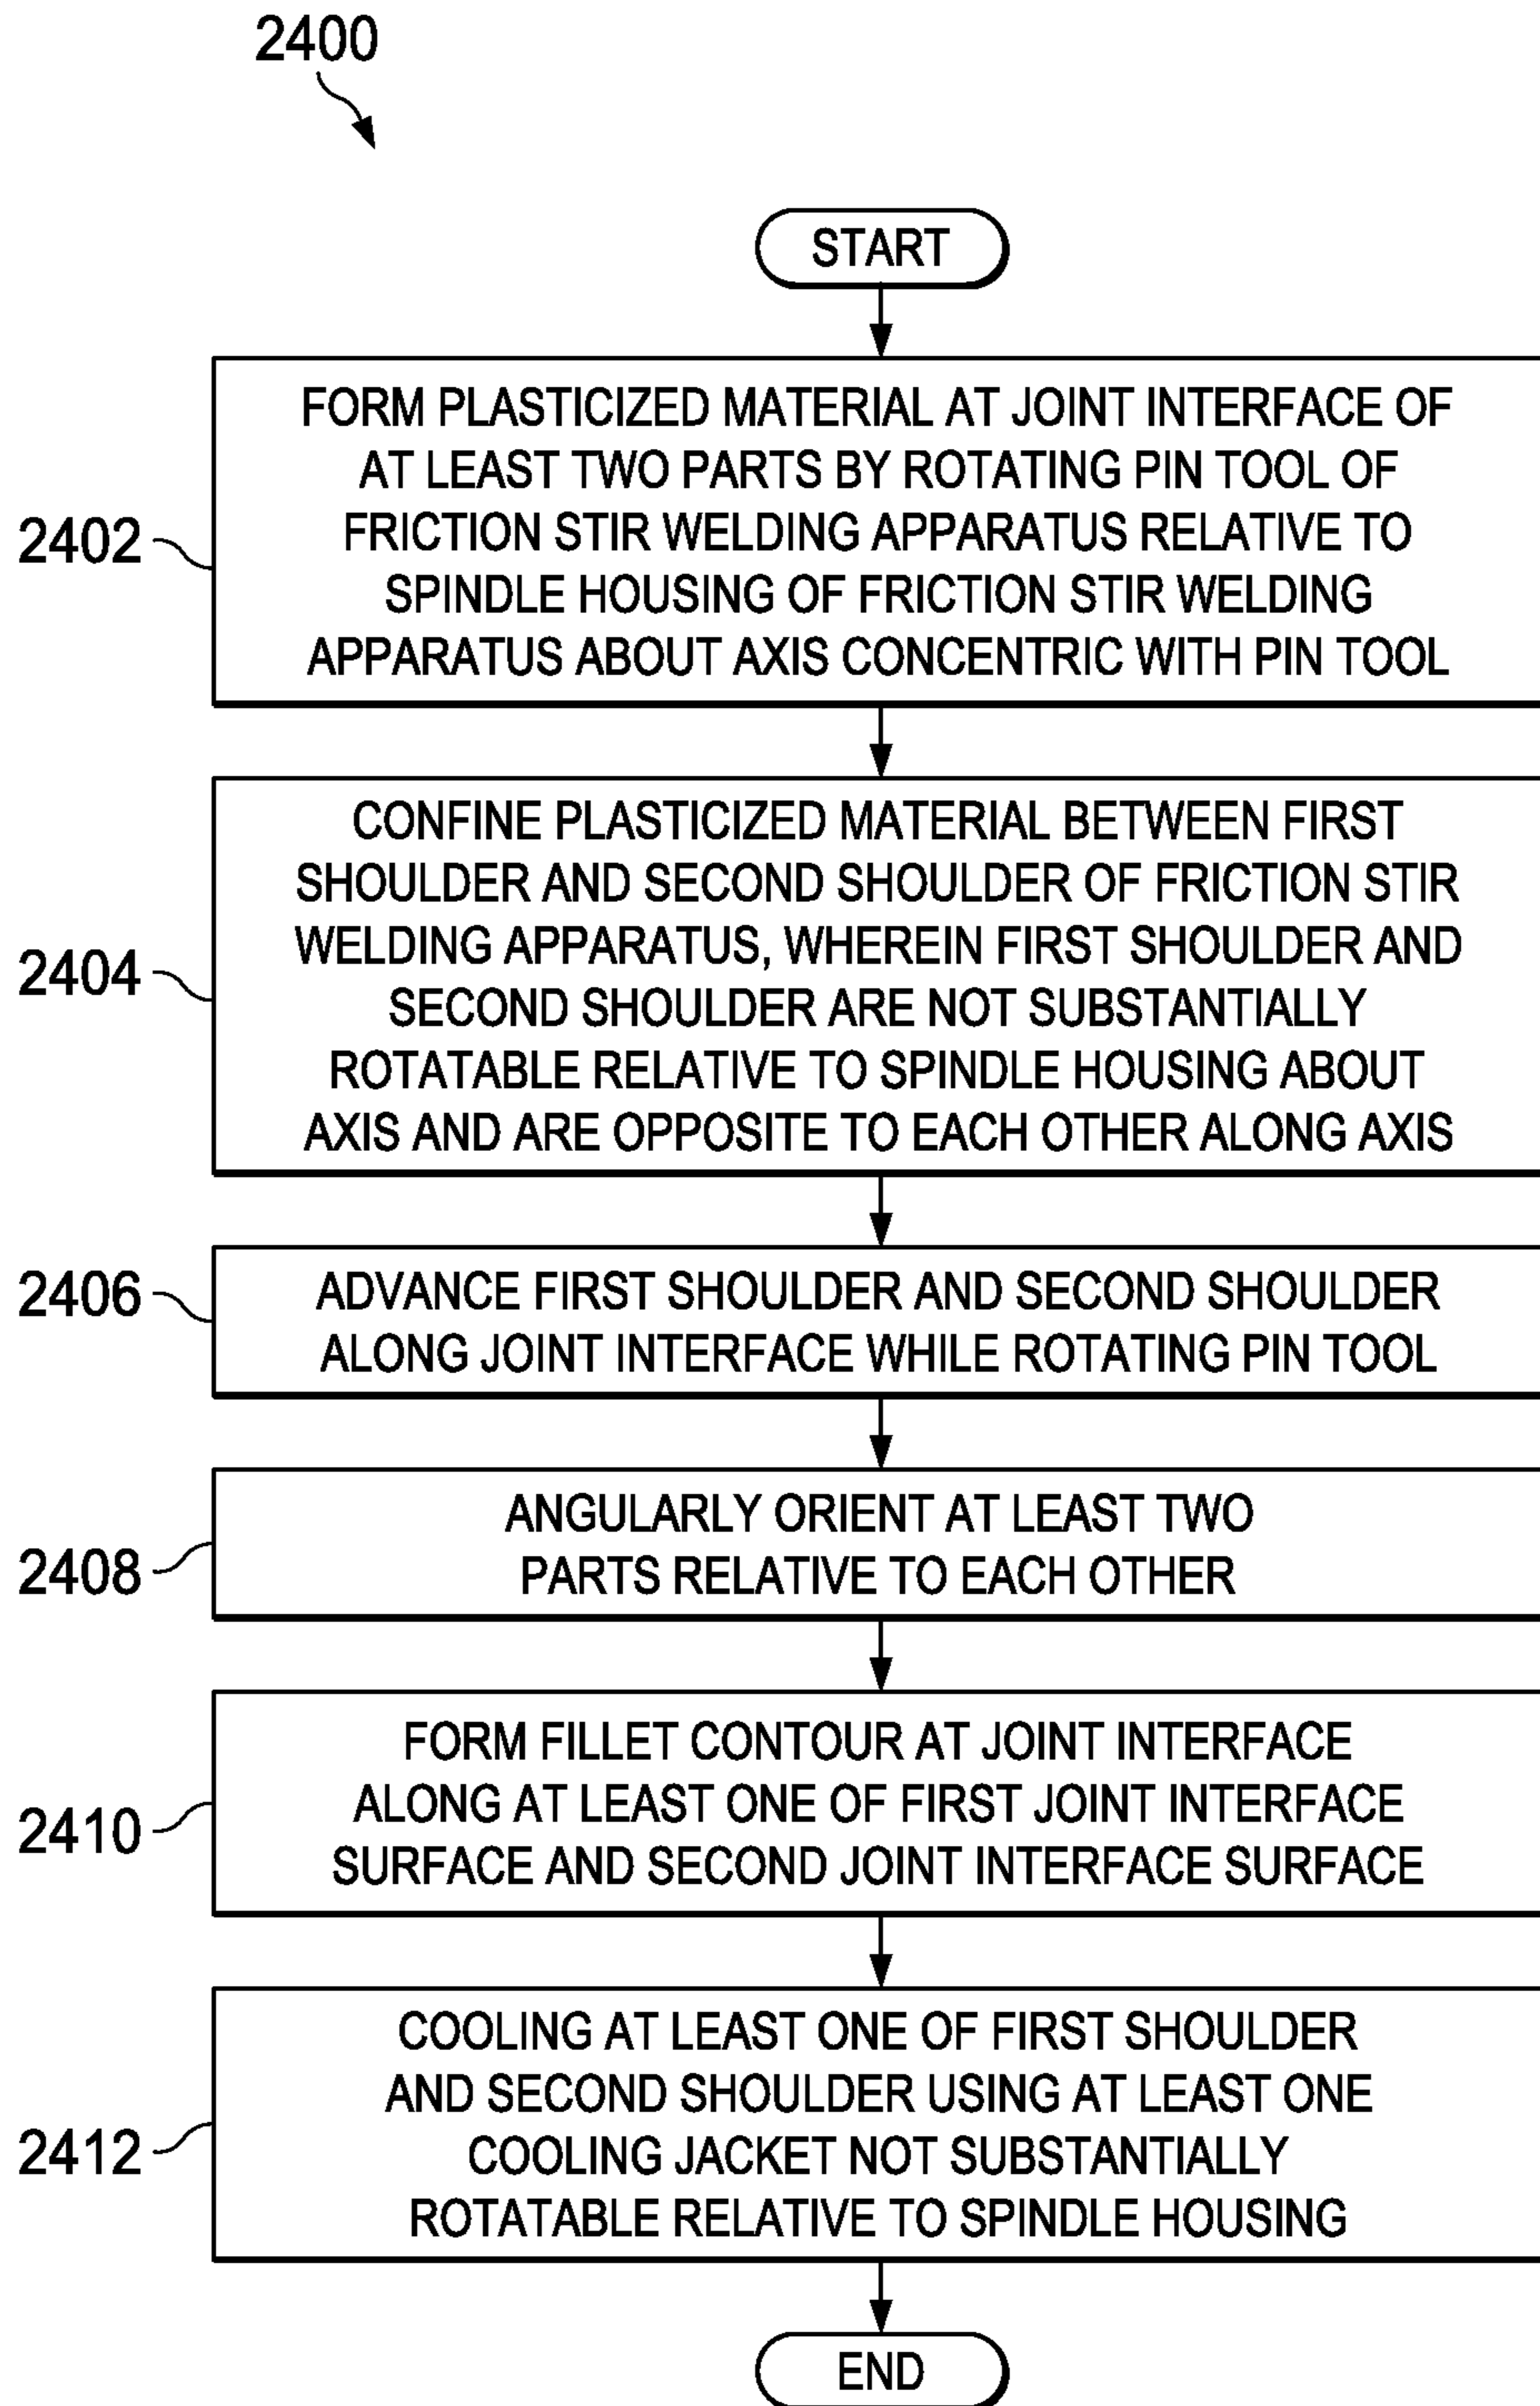 2400
START
2402
FORM PLASTICIZED MATERIAL AT JOINT INTERFACE OF
AT LEAST TWO PARTS BY ROTATING PIN TOOL OF
FRICTION STIR WELDING APPARATUS RELATIVE TO
SPINDLE HOUSING OF FRICTION STIR WELDING
APPARATUS ABOUT AXIS CONCENTRIC WITH PIN TOOL
2404
CONFINE PLASTICIZED MATERIAL BETWEEN FIRST
SHOULDER AND SECOND SHOULDER OF FRICTION STIR
WELDING APPARATUS, WHEREIN FIRST SHOULDER AND
SECOND SHOULDER ARE NOT SUBSTANTIALLY
ROTATABLE RELATIVE TO SPINDLE HOUSING ABOUT
AXIS AND ARE OPPOSITE TO EACH OTHER ALONG AXIS
2406
ADVANCE FIRST SHOULDER AND SECOND SHOULDER
ALONG JOINT INTERFACE WHILE ROTATING PIN TOOL
2408
ANGULARLY ORIENT AT LEAST TWO
PARTS RELATIVE TO EACH OTHER
2410
FORM FILLET CONTOUR AT JOINT INTERFACE
ALONG AT LEAST ONE OF FIRST JOINT INTERFACE
SURFACE AND SECOND JOINT INTERFACE SURFACE
2412
COOLING AT LEAST ONE OF FIRST SHOULDER
AND SECOND SHOULDER USING AT LEAST ONE
COOLING JACKET NOT SUBSTANTIALLY
ROTATABLE RELATIVE TO SPINDLE HOUSING
END